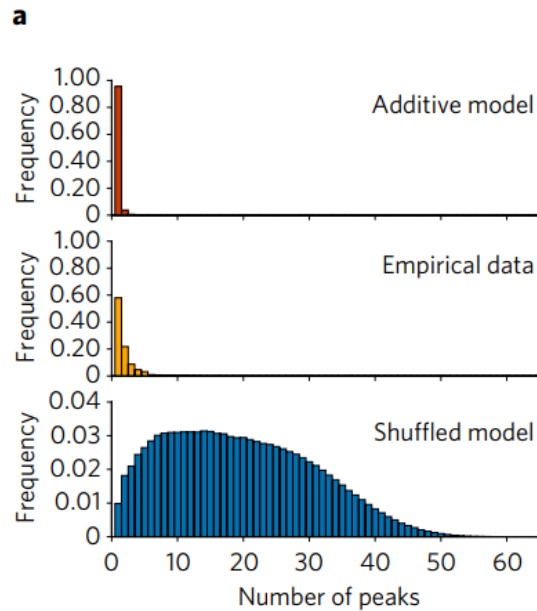 a
1.00
0.80
0.60
0.40
0.20
0
Frequency
Additive model
1.00
0.80
0.60
0.40
0.20
0
Frequency
Empirical data
0.04
0.03
0.02
0.01
0
Frequency
Shuffled model
0 10 20 30 40 50 60
Number of peaks